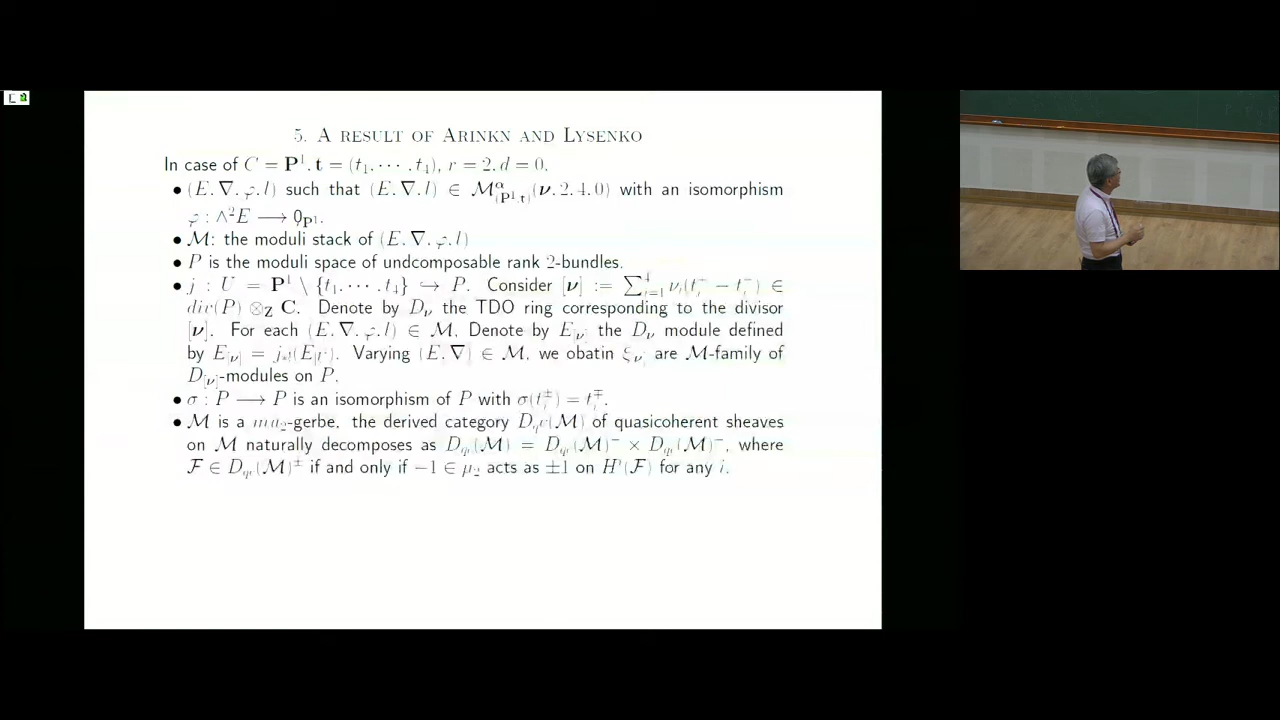 5. A RESULT OF ARINKN AND LYSENKO
In case of C = P¹, t = (t₁, ⋯ , t₄), r = 2, d = 0.
• (E, ∇, φ, l) such that (E, ∇, l) ∈ M^α_(P¹,t)(ν, 2, 4, 0) with an isomorphism
φ : ∧²E ⟶ 0_P¹.
• M: the moduli stack of (E, ∇, φ, l)
• P is the moduli space of undcomposable rank 2-bundles.
• j : U = P¹ \ {t₁, ⋯ , t₄} ↪ P. Consider [ν] := ∑⁴ᵢ₌₁ νᵢ(tᵢ⁺ − tᵢ⁻) ∈
div(P) ⊗_Z C. Denote by D_ν the TDO ring corresponding to the divisor
[ν]. For each (E, ∇, φ, l) ∈ M, Denote by E_[ν] the D_ν module defined
by E_[ν] = j_*!(E|_U). Varying (E, ∇) ∈ M, we obatin ξ_ν] are M-family of
D_[ν]-modules on P.
• σ : P ⟶ P is an isomorphism of P with σ(tᵢ^±) = tᵢ^∓.
• M is a mu₂-gerbe, the derived category D_qc(M) of quasicoherent sheaves
on M naturally decomposes as D_qc(M) = D_qc(M)⁻ × D_qc(M)⁻, where
F ∈ D_qc(M)^± if and only if −1 ∈ μ₂ acts as ±1 on Hⁱ(F) for any i.